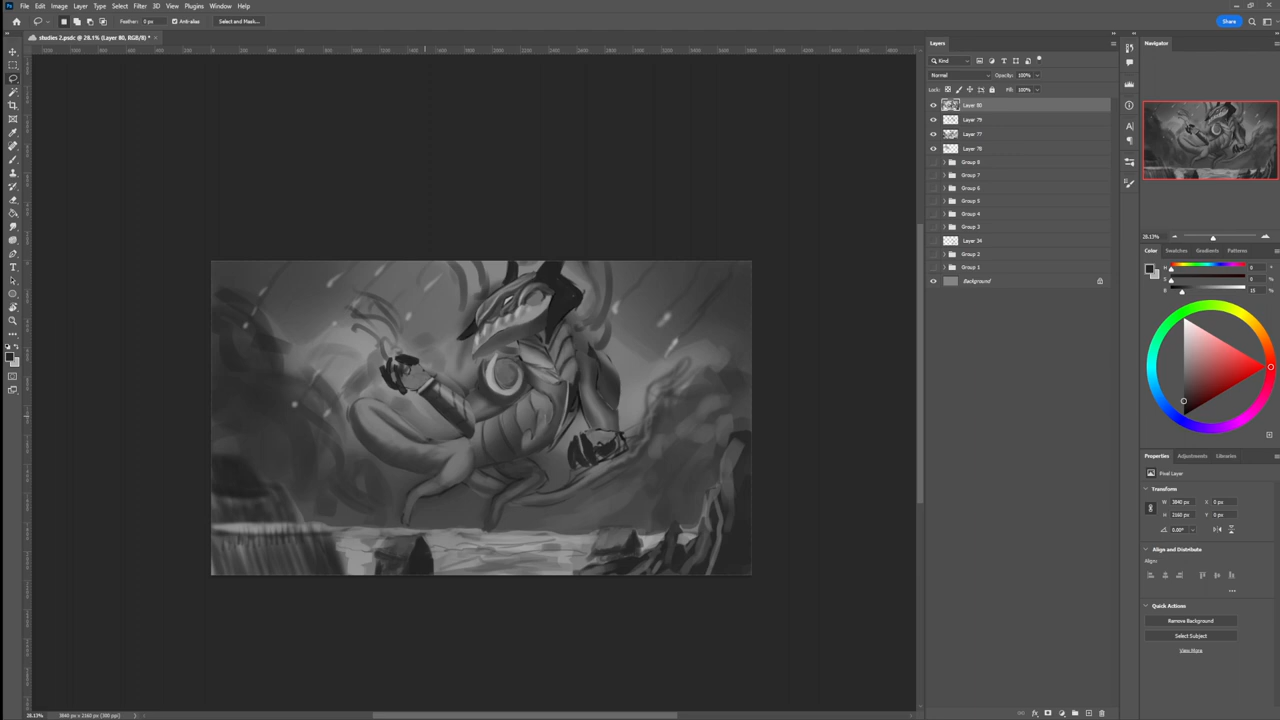 Ps File Edit Image Layer Type Select Filter 3D View Plugins Window Help
Feather: 0 px Anti-alias Select and Mask... Share
studies 2.psdc @ 28.1% (Layer 80, RGB/8) * ×
Layers
Kind
Normal Opacity: 100%
Lock: Fill: 100%
Layer 80
Layer 79
Layer 77
Layer 78
Group 8
Group 7
Group 6
Group 5
Group 4
Group 3
Layer 34
Group 2
Group 1
Background
Navigator
28.13%
Color Swatches Gradients Patterns
H 0 °
S 0 %
B 15 %
Properties Adjustments Libraries
Pixel Layer
Transform
W 3840 px X 0 px
H 2160 px Y 0 px
0.00°
Align and Distribute
Align:
Quick Actions
Remove Background
Select Subject
View More
28.13% 3840 px x 2160 px (300 ppi)